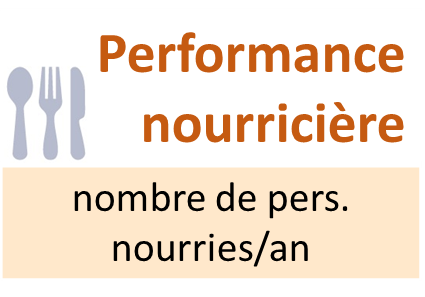 Performance
nourricière
nombre de pers.
nourries/an